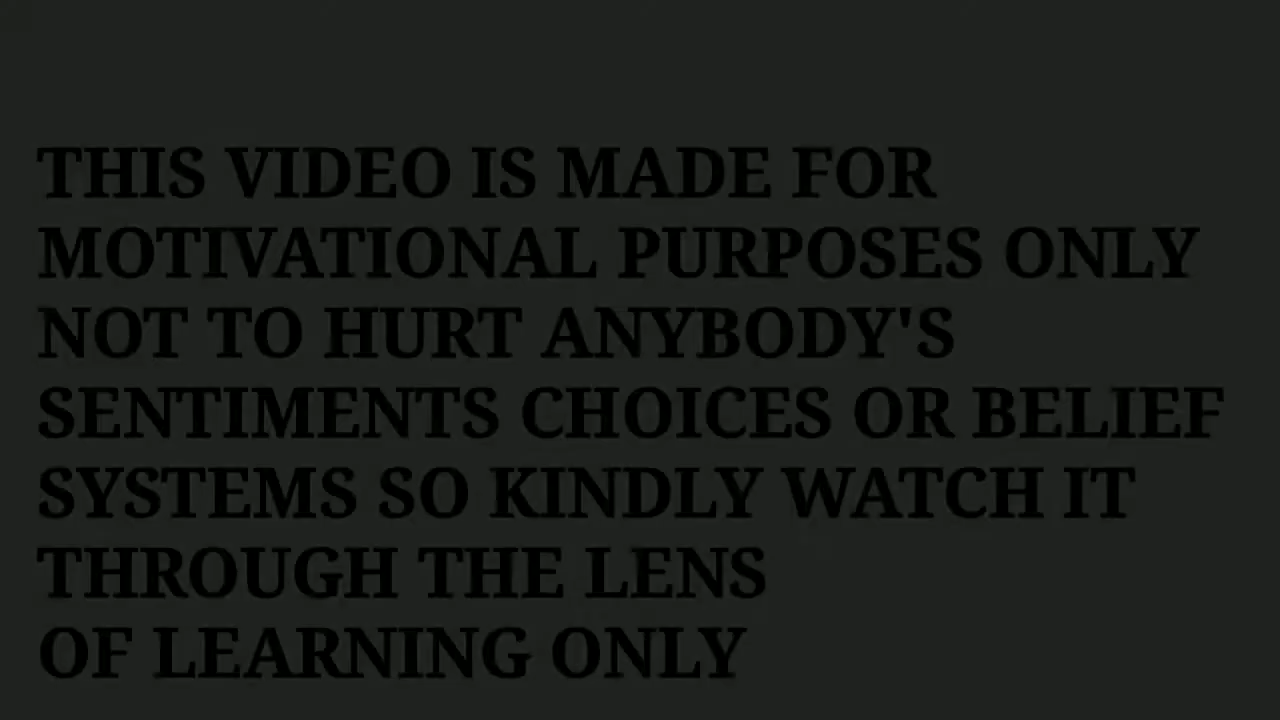 THIS VIDEO IS MADE FOR
MOTIVATIONAL PURPOSES ONLY
NOT TO HURT ANYBODY'S
SENTIMENTS CHOICES OR BELIEF
SYSTEMS SO KINDLY WATCH IT
THROUGH THE LENS
OF LEARNING ONLY